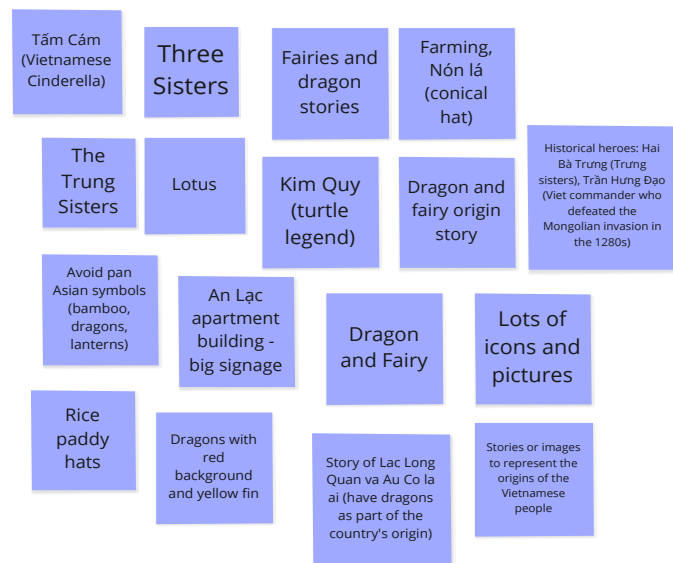 Tấm Cám
(Vietnamese
Cinderella)
Three
Sisters
Fairies and
dragon
stories
Farming,
Nón lá
(conical
hat)
The
Trung
Sisters
Lotus
Kim Quy
(turtle
legend)
Dragon and
fairy origin
story
Historical heroes: Hai
Bà Trưng (Trưng
sisters), Trần Hưng Đạo
(Viet commander who
defeated the
Mongolian invasion in
the 1280s)
Avoid pan
Asian symbols
(bamboo,
dragons,
lanterns)
An Lạc
apartment
building -
big signage
Dragon
and Fairy
Lots of
icons and
pictures
Rice
paddy
hats
Dragons with
red
background
and yellow fin
Story of Lac Long
Quan va Au Co la
ai (have dragons
as part of the
country's origin)
Stories or images
to represent the
origins of the
Vietnamese
people